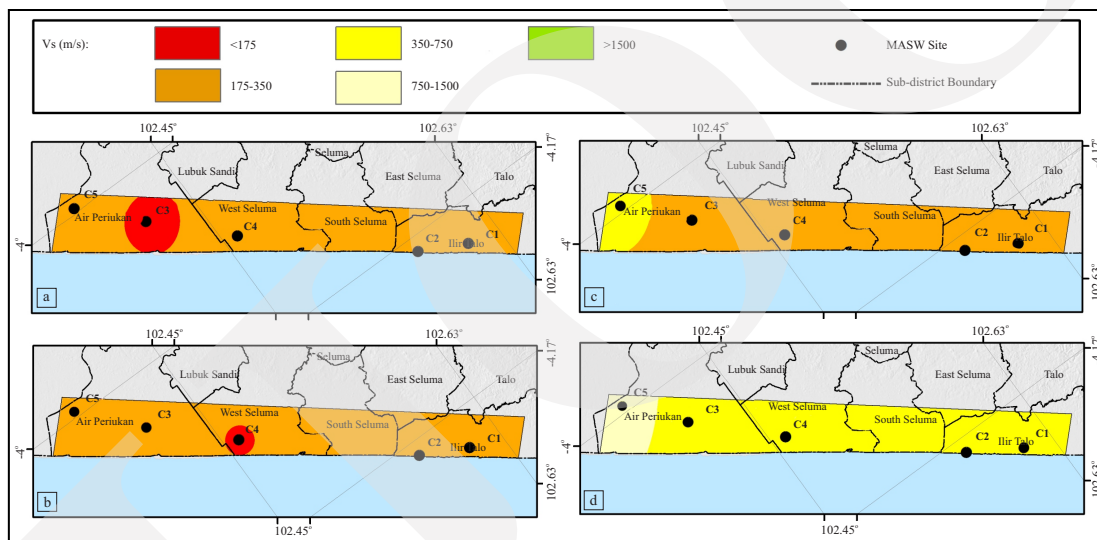 Vs (m/s):
<175
350-750
>1500
MASW Site
175-350
750-1500
Sub-district Boundary
102.45°
102.63°
-4.17°
Seluma
Lubuk Sandi
East Seluma
Talo
C5
Air Periukan
C3
West Seluma
C4
South Seluma
C2
C1
Ilir Talo
-4°
102.63°
a
102.45°
102.63°
-4.17°
Seluma
Lubuk Sandi
East Seluma
Talo
C5
Air Periukan
C3
West Seluma
C4
South Seluma
C2
C1
Ilir Talo
-4°
102.63°
c
102.45°
102.63°
-4.17°
Seluma
Lubuk Sandi
East Seluma
Talo
C5
Air Periukan
C3
West Seluma
C4
South Seluma
C2
C1
Ilir Talo
-4°
102.63°
b
102.45°
102.45°
102.63°
-4.17°
Seluma
Lubuk Sandi
East Seluma
Talo
C5
Air Periukan
C3
West Seluma
C4
South Seluma
C2
C1
Ilir Talo
-4°
102.63°
d
102.45°